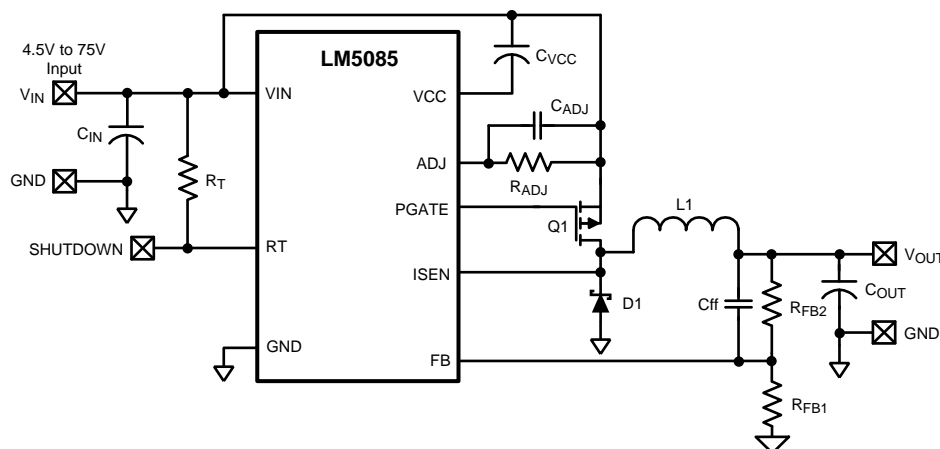 4.5V to 75V
Input
VIN
CIN
GND
RT
SHUTDOWN
LM5085
VIN
VCC
ADJ
PGATE
RT
ISEN
GND
FB
CVCC
CADJ
RADJ
Q1
L1
D1
Cff
RFB2
COUT
VOUT
GND
RFB1